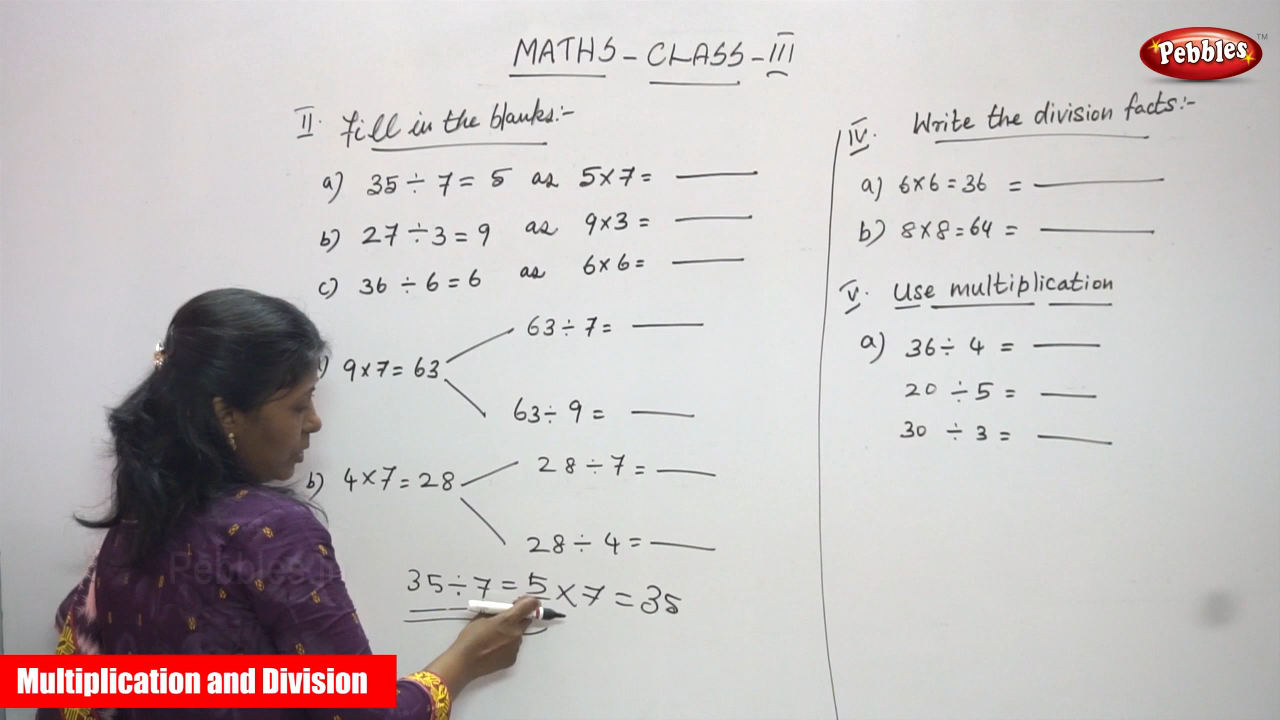 MATHS - CLASS - III
Pebbles TM
II. Fill in the blanks:-
a) 35 ÷ 7 = 5 as 5×7 = ———
b) 27 ÷ 3 = 9 as 9×3 = ———
c) 36 ÷ 6 = 6 as 6×6 = ———
) 9×7 = 63
63 ÷ 7 = ———
63 ÷ 9 = ———
b) 4×7 = 28
28 ÷ 7 = ———
28 ÷ 4 = ———
35 ÷ 7 = 5 × 7 = 35
IV. Write the division facts:-
a) 6×6 = 36 = ———
b) 8×8 = 64 = ———
V. Use multiplication
a) 36 ÷ 4 = ———
20 ÷ 5 = ———
30 ÷ 3 = ———
Multiplication and Division